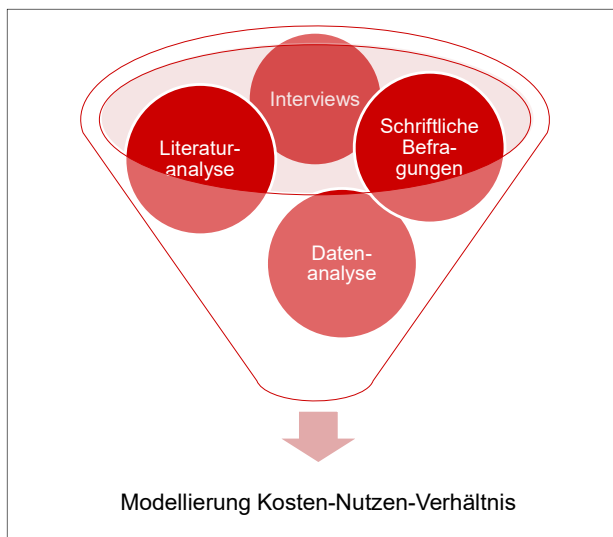 Interviews
Literatur-
analyse
Schriftliche
Befra-
gungen
Daten-
analyse
Modellierung Kosten-Nutzen-Verhältnis